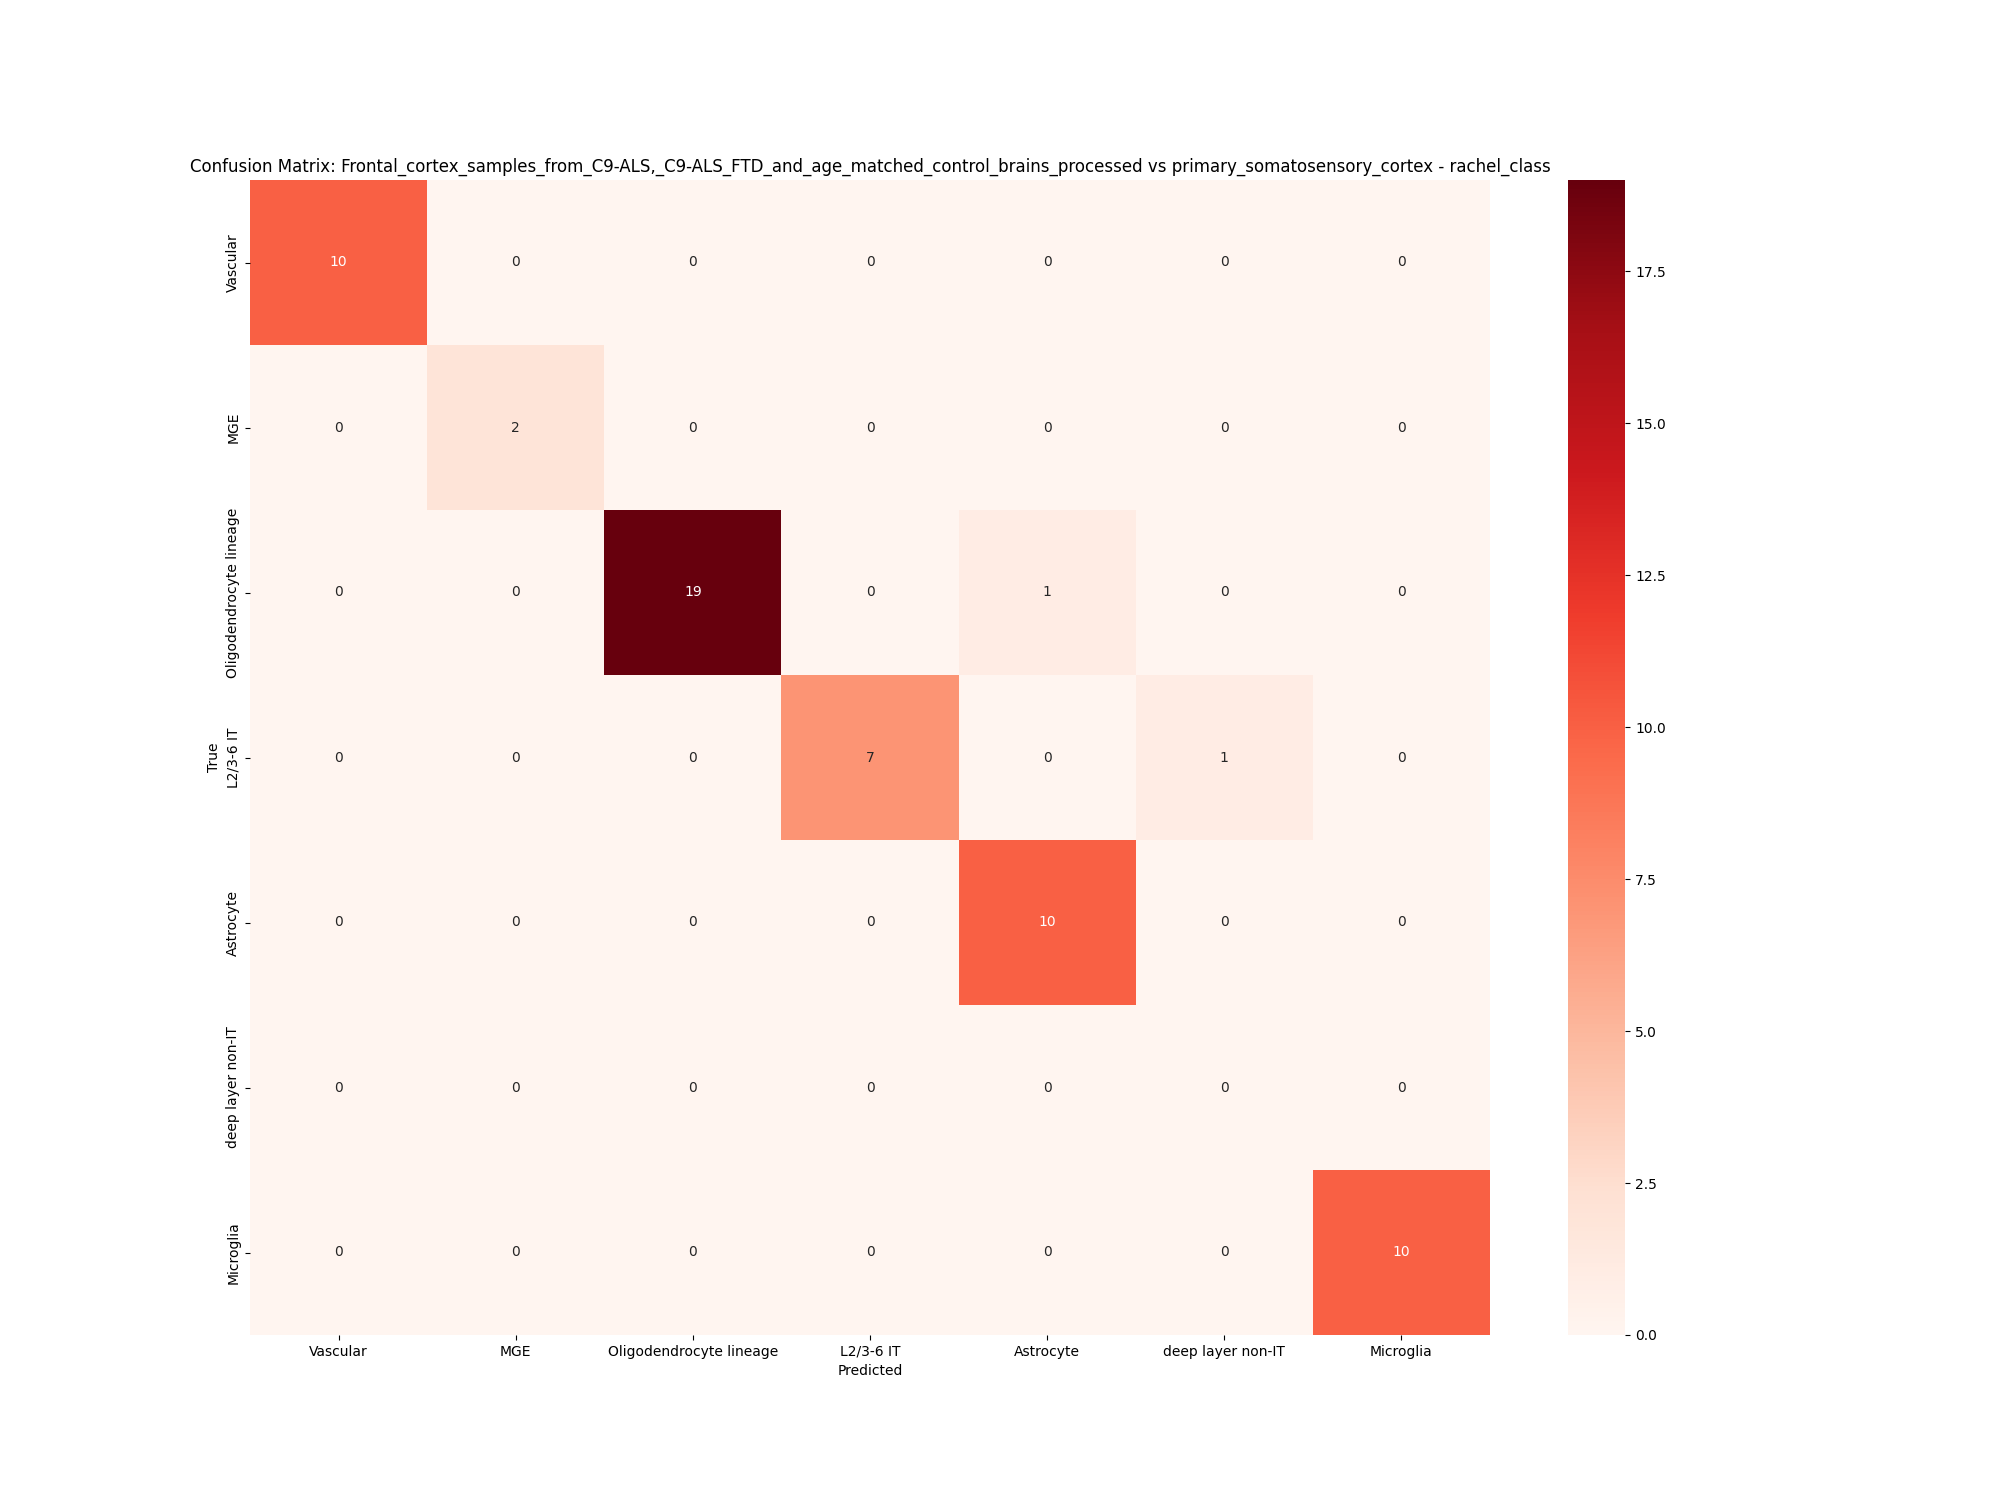 Confusion Matrix: Frontal_cortex_samples_from_C9-ALS,_C9-ALS_FTD_and_age_matched_control_brains_processed vs primary_somatosensory_cortex - rachel_class
Vascular
10 0 0 0 0 0 0
MGE
0 2 0 0 0 0 0
Oligodendrocyte lineage
0 0 19 0 1 0 0
True
L2/3-6 IT
0 0 0 7 0 1 0
Astrocyte
0 0 0 0 10 0 0
deep layer non-IT
0 0 0 0 0 0 0
Microglia
0 0 0 0 0 0 10
Vascular MGE Oligodendrocyte lineage L2/3-6 IT Astrocyte deep layer non-IT Microglia
Predicted
17.5
15.0
12.5
10.0
7.5
5.0
2.5
0.0